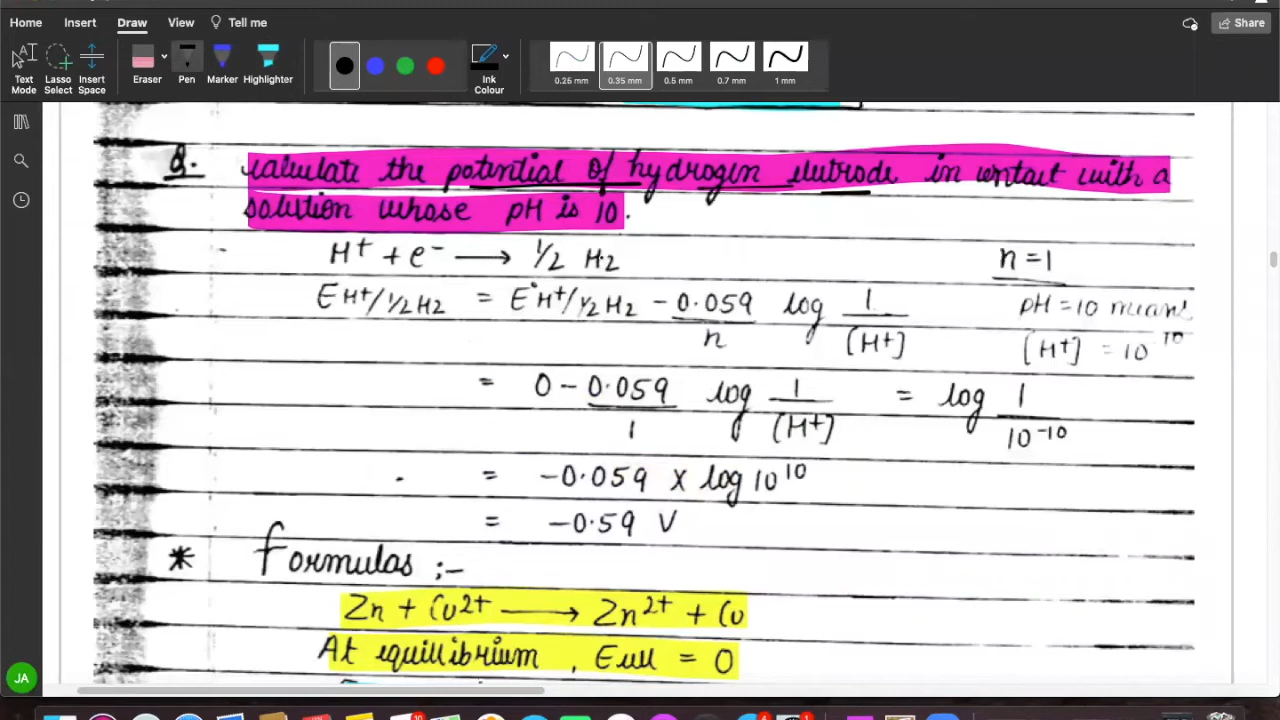 Home Insert Draw View Tell me
Share
Text Mode Lasso Select Insert Space Eraser Pen Marker Highlighter Ink Colour 0.25 mm 0.35 mm 0.5 mm 0.7 mm 1 mm
Q. calculate the potential of hydrogen electrode in contact with a
solution whose pH is 10.
H+ + e- → 1/2 H2 n = 1
EH+/1/2H2 = E°H+/1/2H2 - 0.059/n log 1/[H+] pH = 10 means
[H+] = 10^-10
= 0 - 0.059/1 log 1/[H+] = log 1/10^-10
= -0.059 x log 10^10
= -0.59 V
* Formulas :-
Zn + Cu2+ → Zn2+ + Cu
At equillibrium, Ecell = 0
JA